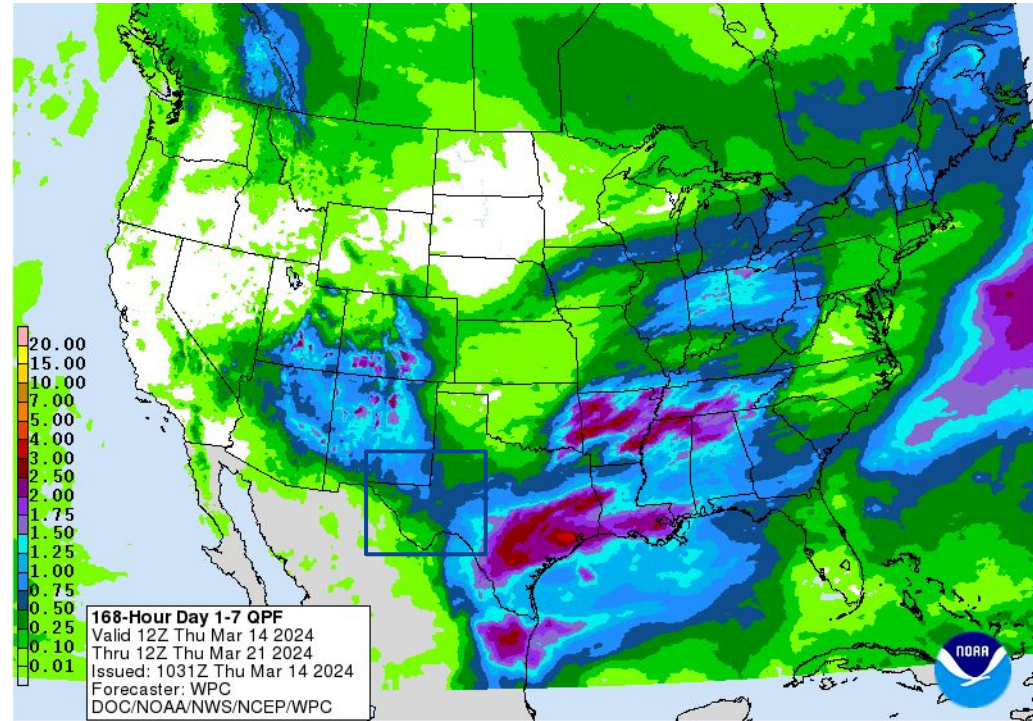 20.00
15.00
10.00
7.00
5.00
4.00
3.00
2.50
2.00
1.75
1.50
1.25
1.00
0.75
0.50
0.25
0.10
0.01
168-Hour Day 1-7 QPF
Valid 12Z Thu Mar 14 2024
Thru 12Z Thu Mar 21 2024
Issued: 1031Z Thu Mar 14 2024
Forecaster: WPC
DOC/NOAA/NWS/NCEP/WPC
NOAA